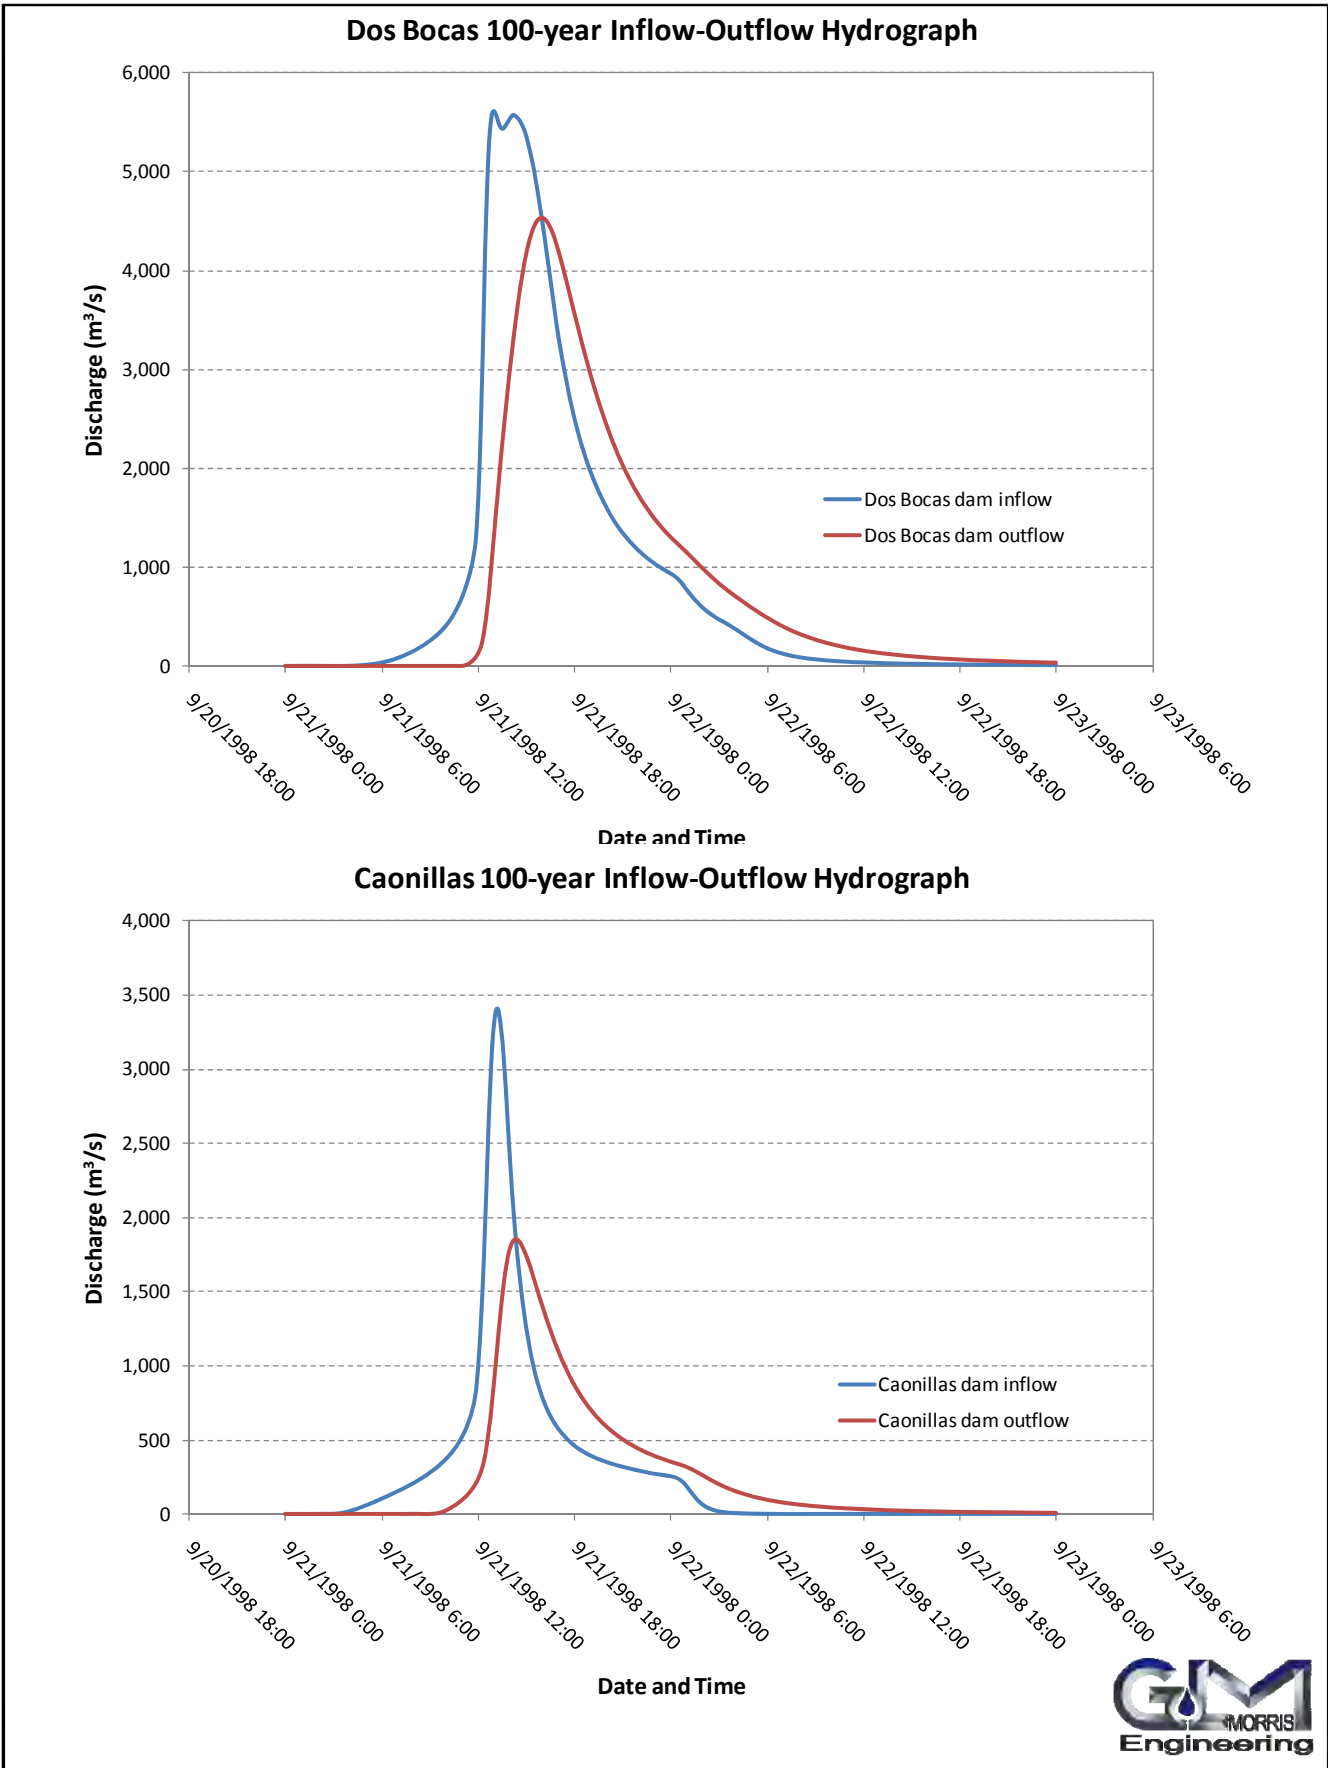 Dos Bocas 100-year Inflow-Outflow Hydrograph
6,000
5,000
4,000
3,000
2,000
1,000
0
Discharge (m³/s)
Dos Bocas dam inflow
Dos Bocas dam outflow
9/20/1998 18:00
9/21/1998 0:00
9/21/1998 6:00
9/21/1998 12:00
9/21/1998 18:00
9/22/1998 0:00
9/22/1998 6:00
9/22/1998 12:00
9/22/1998 18:00
9/23/1998 0:00
9/23/1998 6:00
Date and Time
Caonillas 100-year Inflow-Outflow Hydrograph
4,000
3,500
3,000
2,500
2,000
1,500
1,000
500
0
Discharge (m³/s)
Caonillas dam inflow
Caonillas dam outflow
9/20/1998 18:00
9/21/1998 0:00
9/21/1998 6:00
9/21/1998 12:00
9/21/1998 18:00
9/22/1998 0:00
9/22/1998 6:00
9/22/1998 12:00
9/22/1998 18:00
9/23/1998 0:00
9/23/1998 6:00
Date and Time
GLM
MORRIS
Engineering